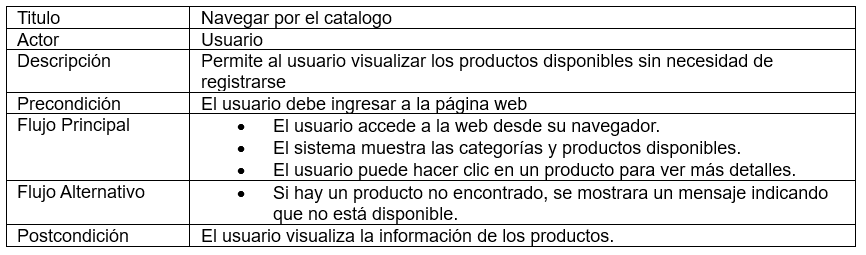 Titulo Navegar por el catalogo
Actor Usuario
Descripción Permite al usuario visualizar los productos disponibles sin necesidad de
registrarse
Precondición El usuario debe ingresar a la página web
Flujo Principal • El usuario accede a la web desde su navegador.
• El sistema muestra las categorías y productos disponibles.
• El usuario puede hacer clic en un producto para ver más detalles.
Flujo Alternativo • Si hay un producto no encontrado, se mostrara un mensaje indicando
que no está disponible.
Postcondición El usuario visualiza la información de los productos.